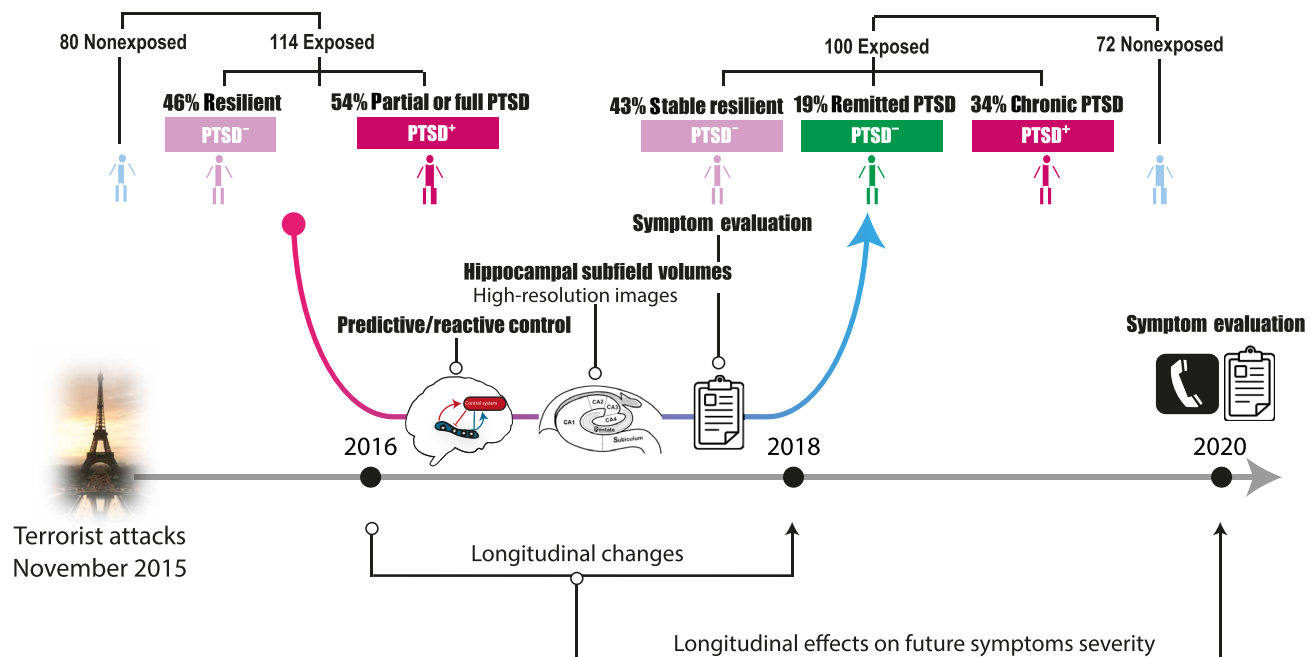 80 Nonexposed
114 Exposed
46% Resilient
54% Partial or full PTSD
PTSD⁻
PTSD⁺
100 Exposed
72 Nonexposed
43% Stable resilient
19% Remitted PTSD
34% Chronic PTSD
PTSD⁻
PTSD⁻
PTSD⁺
Symptom evaluation
Hippocampal subfield volumes
High-resolution images
Predictive/reactive control
Symptom evaluation
Control system
CA2
CA3
CA1
CA4
Dentate
Subiculum
2016
2018
2020
Terrorist attacks
November 2015
Longitudinal changes
Longitudinal effects on future symptoms severity